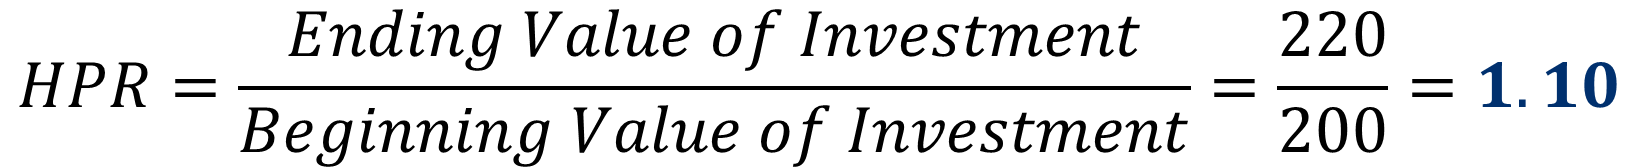 HPR = Ending Value of Investment / Beginning Value of Investment = 220 / 200 = 1.10